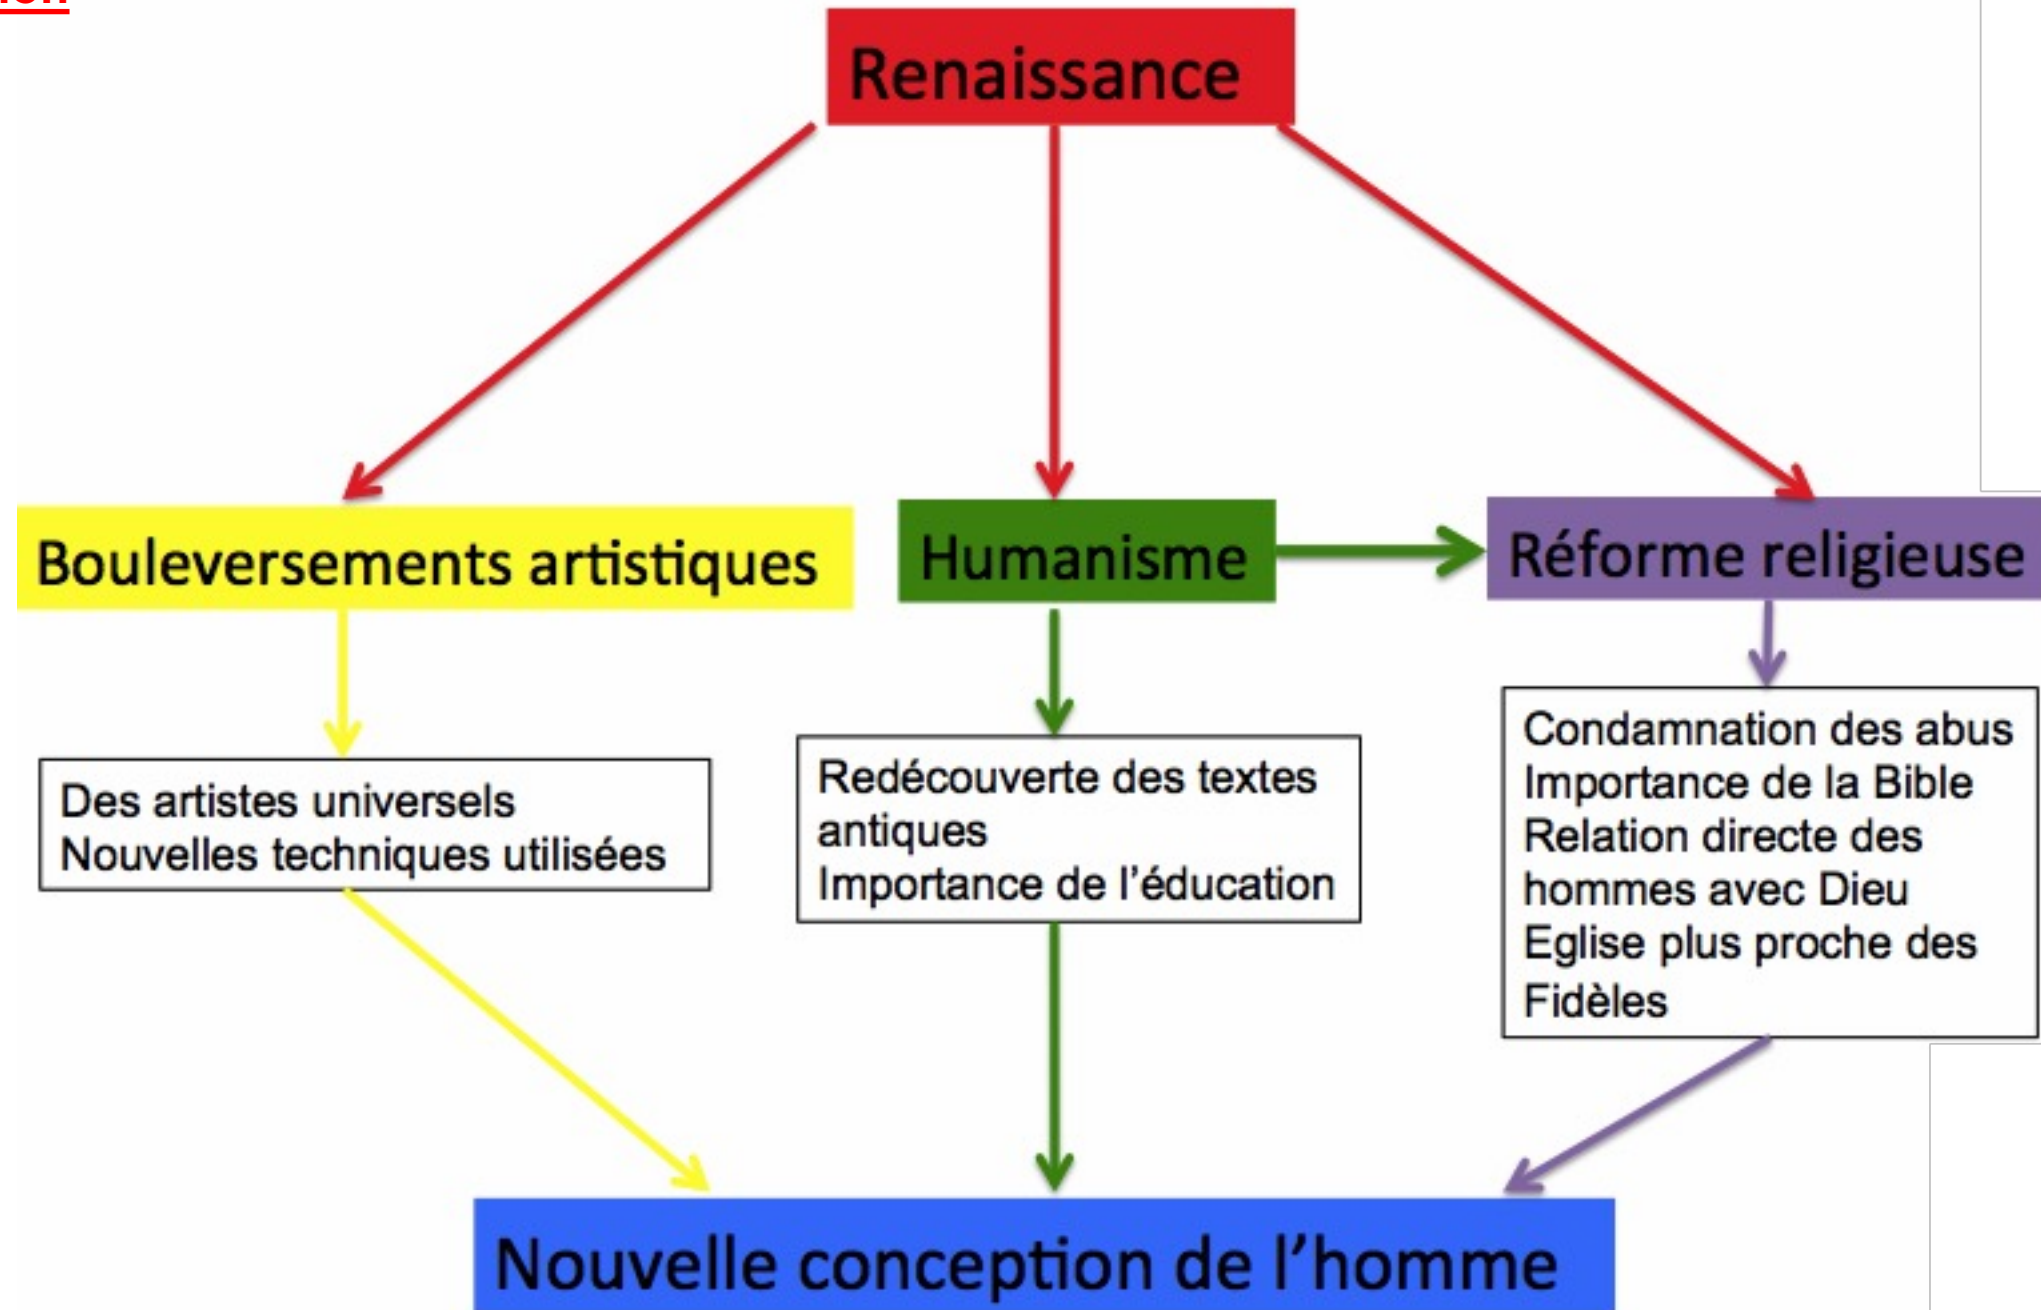 Renaissance
Bouleversements artistiques
Humanisme
Réforme religieuse
Des artistes universels
Nouvelles techniques utilisées
Redécouverte des textes
antiques
Importance de l’éducation
Condamnation des abus
Importance de la Bible
Relation directe des
hommes avec Dieu
Eglise plus proche des
Fidèles
Nouvelle conception de l’homme